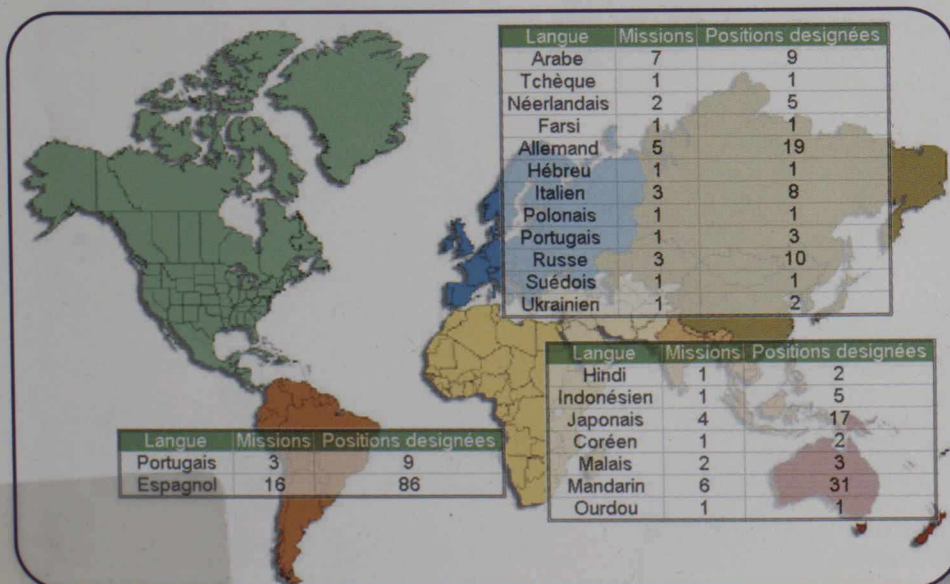 Langue Missions Positions designées
Arabe 7 9
Tchèque 1 1
Néerlandais 2 5
Farsi 1 1
Allemand 5 19
Hébreu 1 1
Italien 3 8
Polonais 1 1
Portugais 1 3
Russe 3 10
Suédois 1 1
Ukrainien 1 2
Langue Missions Positions designées
Hindi 1 2
Indonésien 1 5
Japonais 4 17
Coréen 1 2
Malais 2 3
Mandarin 6 31
Ourdou 1 1
Langue Missions Positions designées
Portugais 3 9
Espagnol 16 86